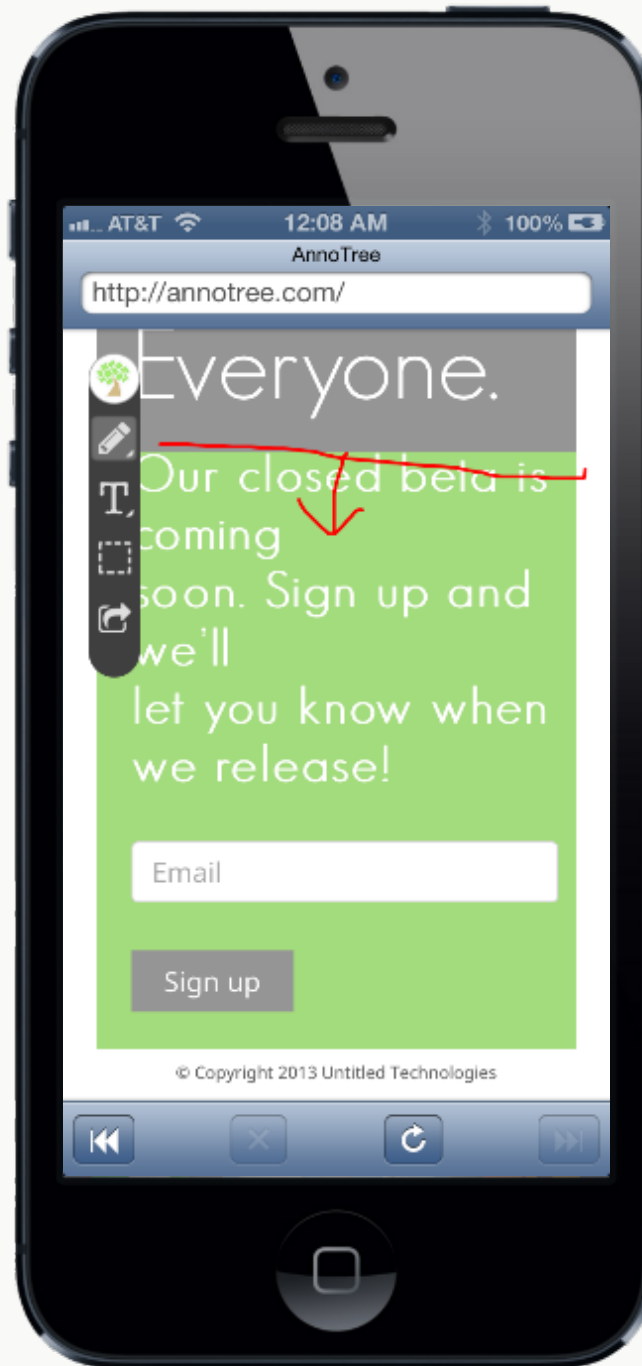 AT&T 12:08 AM 100%
AnnoTree
http://annotree.com/
Everyone.
T
Our closed beta is
coming
soon. Sign up and
we'll
let you know when
we release!
Email
Sign up
© Copyright 2013 Untitled Technologies